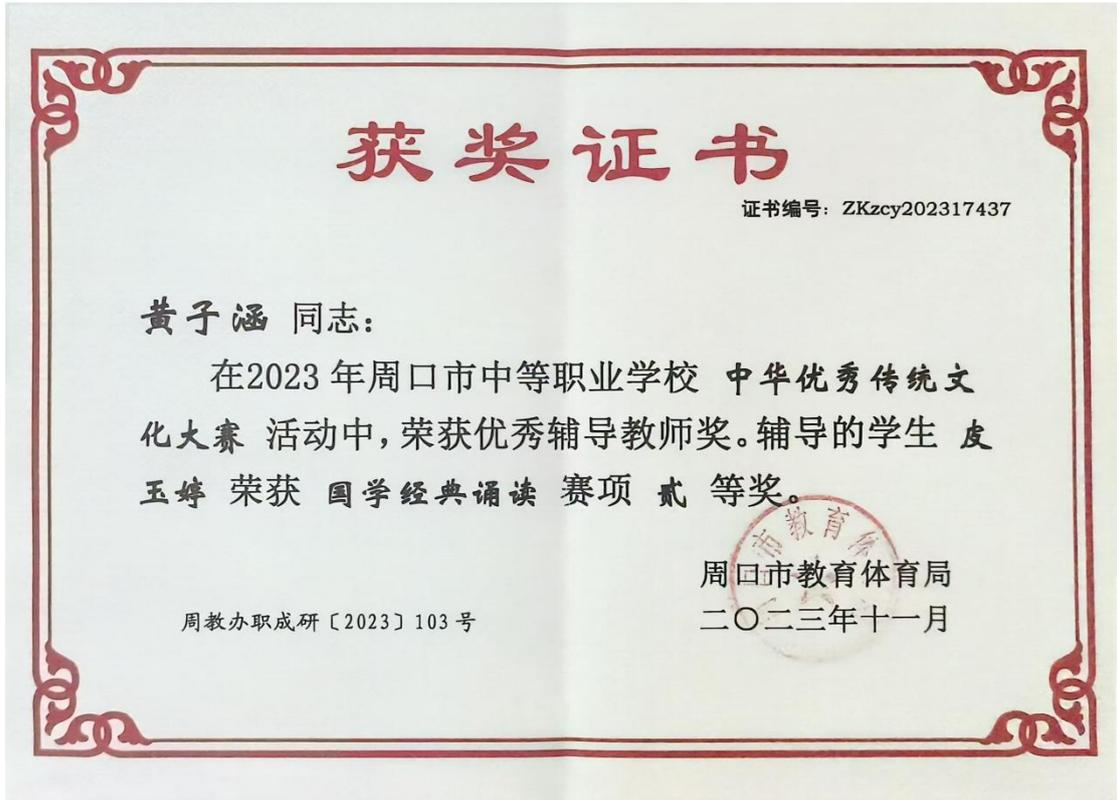 获奖证书
证书编号：ZKzcy202317437
黄子涵 同志：
在2023年周口市中等职业学校 中华优秀传统文
化大赛 活动中，荣获优秀辅导教师奖。辅导的学生 皮
玉婷 荣获 国学经典诵读 赛项 贰 等奖。
市教育体
周口市教育体育局
周教办职成研〔2023〕103号
二〇二三年十一月